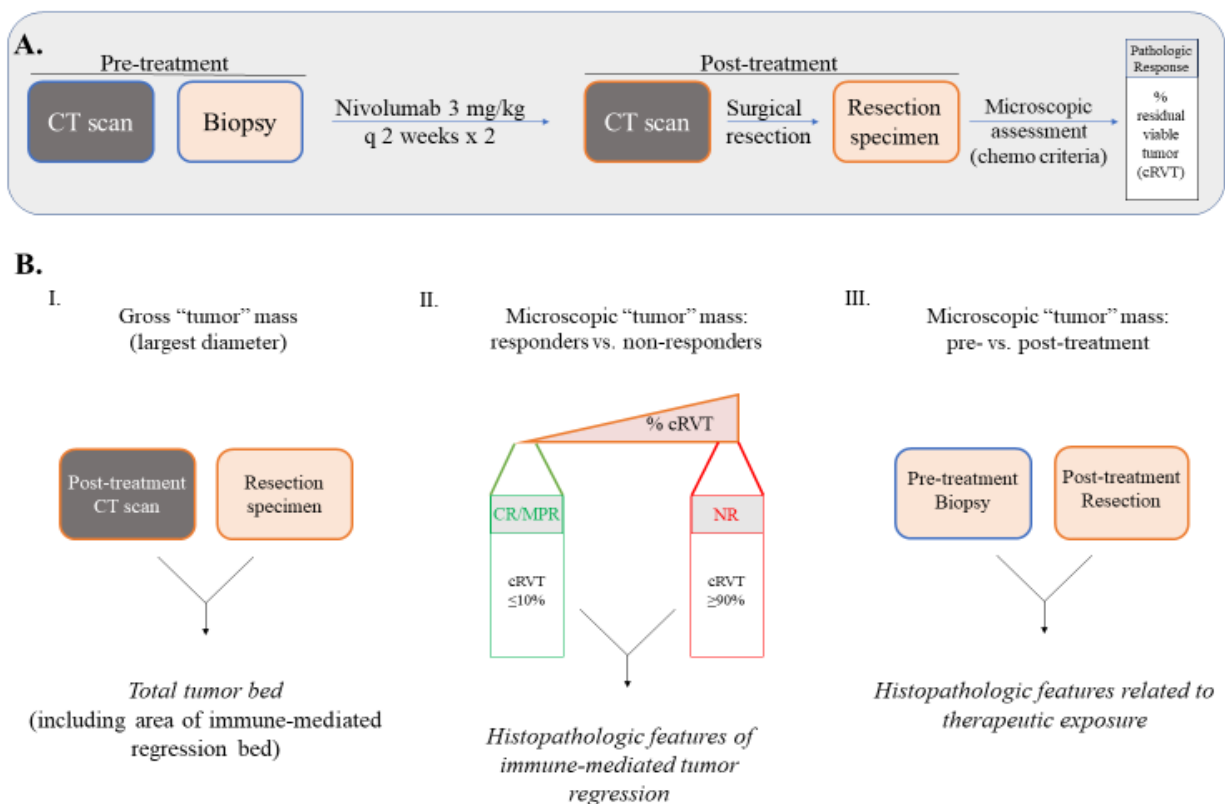 A.
Pre-treatment
CT scan
Biopsy
Nivolumab 3 mg/kg
q 2 weeks x 2
Post-treatment
CT scan
Surgical
resection
Resection
specimen
Microscopic
assessment
(chemo criteria)
Pathologic
Response
%
residual
viable
tumor
(cRVT)
B.
I.
Gross “tumor” mass
(largest diameter)
Post-treatment
CT scan
Resection
specimen
Total tumor bed
(including area of immune-mediated
regression bed)
II.
Microscopic “tumor” mass:
responders vs. non-responders
% cRVT
CR/MPR
NR
cRVT
≤10%
cRVT
≥90%
Histopathologic features of
immune-mediated tumor
regression
III.
Microscopic “tumor” mass:
pre- vs. post-treatment
Pre-treatment
Biopsy
Post-treatment
Resection
Histopathologic features related to
therapeutic exposure